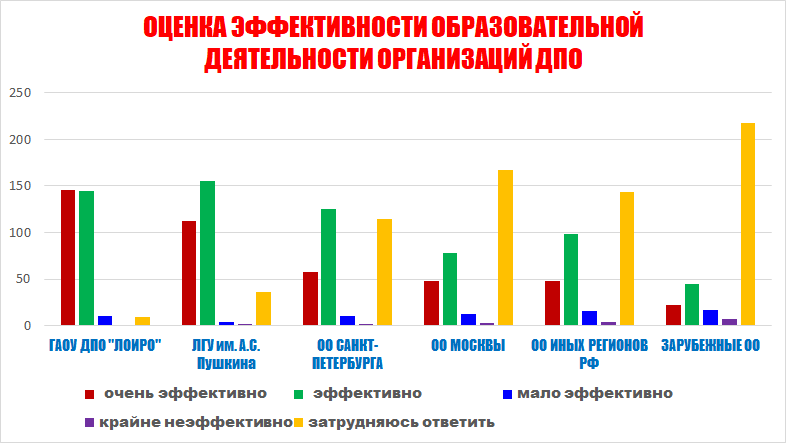 ОЦЕНКА ЭФФЕКТИВНОСТИ ОБРАЗОВАТЕЛЬНОЙ
ДЕЯТЕЛЬНОСТИ ОРГАНИЗАЦИЙ ДПО
250
200
150
100
50
0
ГАОУ ДПО "ЛОИРО"
ЛГУ им. А.С.
Пушкина
ОО САНКТ-
ПЕТЕРБУРГА
ОО МОСКВЫ
ОО ИНЫХ РЕГИОНОВ
РФ
ЗАРУБЕЖНЫЕ ОО
очень эффективно
эффективно
мало эффективно
крайне неэффективно
затрудняюсь ответить